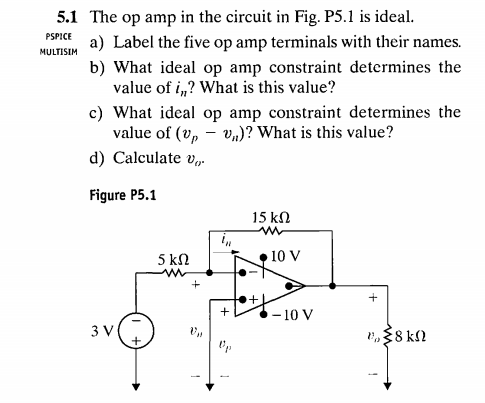 5.1 The op amp in the circuit in Fig. P5.1 is ideal.
PSPICE
MULTISIM
a) Label the five op amp terminals with their names.
b) What ideal op amp constraint determines the
value of iₙ? What is this value?
c) What ideal op amp constraint determines the
value of (vₚ − vₙ)? What is this value?
d) Calculate vₒ.
Figure P5.1
15 kΩ
iₙ
5 kΩ
10 V
−
+
+
+
−10 V
+
3 V
−
+
vₙ
vₚ
vₒ
8 kΩ
−
−
−